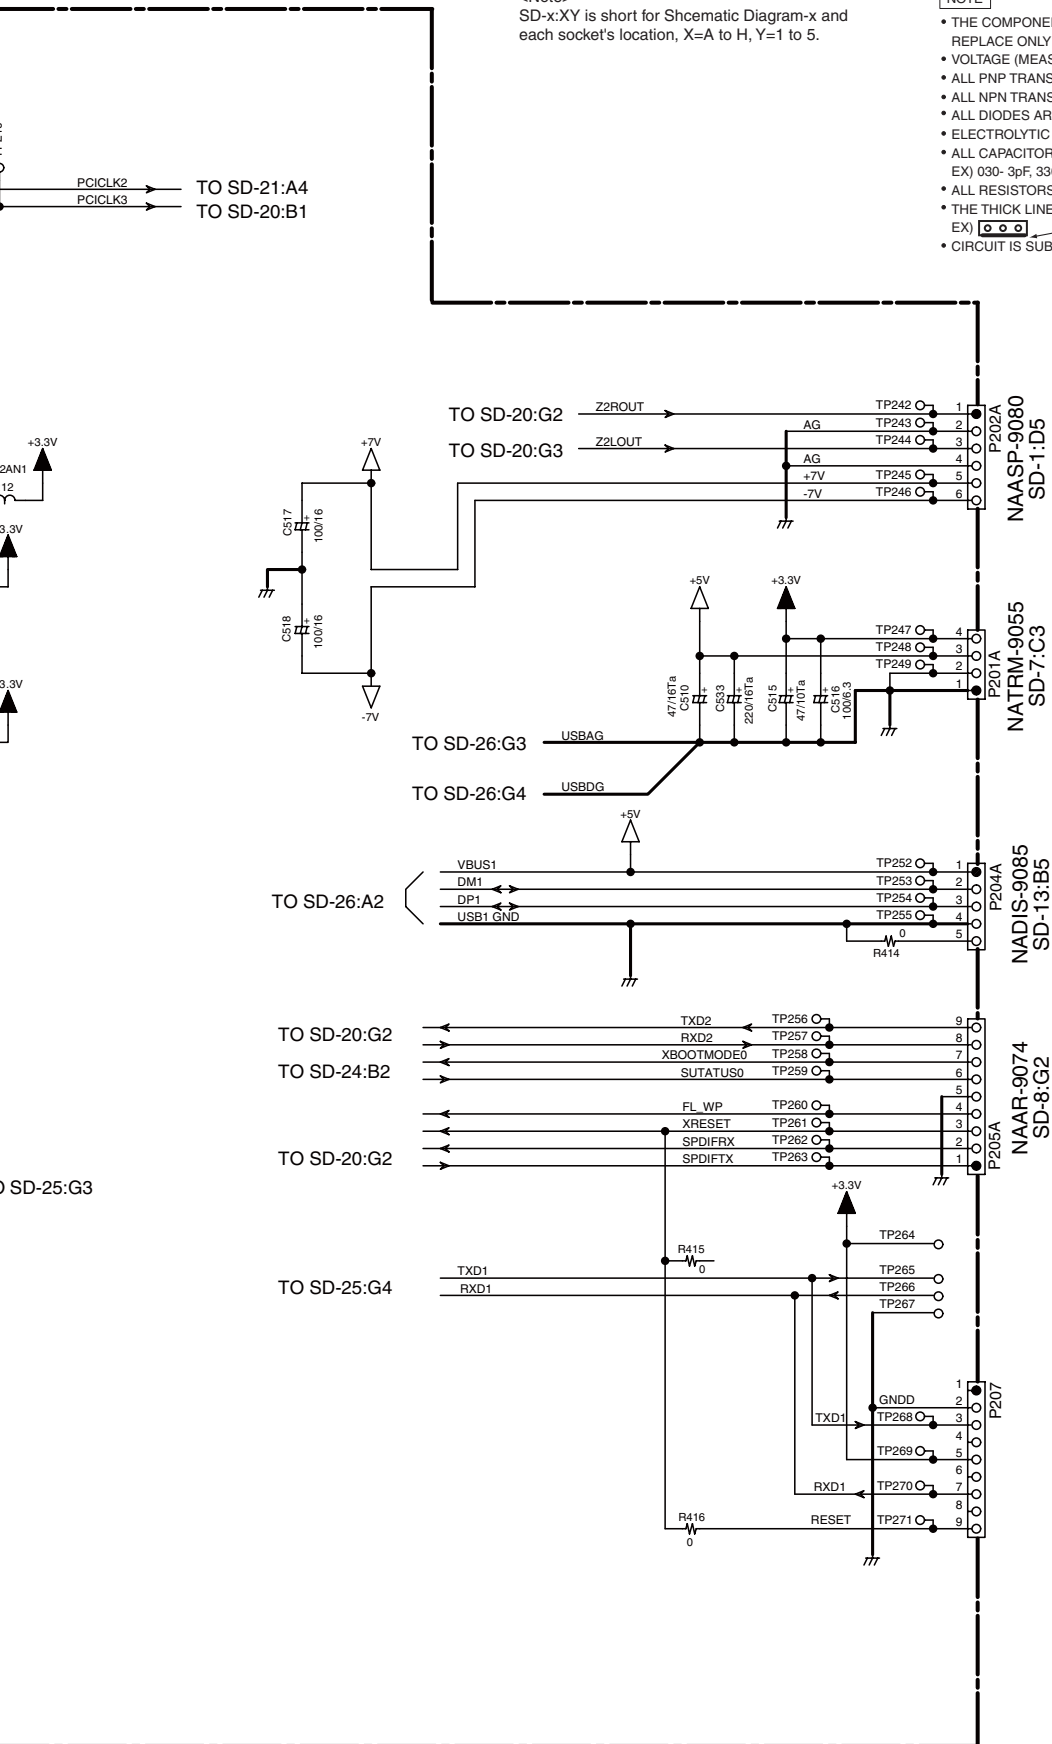 SD-x:XY is short for Shcematic Diagram-x and
each socket's location, X=A to H, Y=1 to 5.
NOTE
• THE COMPONE
REPLACE ONLY
• VOLTAGE (MEAS
• ALL PNP TRANS
• ALL NPN TRANS
• ALL DIODES AR
• ELECTROLYTIC
• ALL CAPACITOR
EX) 030- 3pF, 33
• ALL RESISTORS
• THE THICK LINE
EX)
• CIRCUIT IS SUB
PCICLK2
TO SD-21:A4
PCICLK3
TO SD-20:B1
+3.3V
2AN1
12
3.3V
3.3V
+7V
C517
100/16
C518
100/16
-7V
TO SD-20:G2
Z2ROUT
TP242
1
AG
TP243
2
TO SD-20:G3
Z2LOUT
TP244
3
AG
4
+7V
TP245
5
-7V
TP246
6
P202A
NAASP-9080
SD-1:D5
+5V
+3.3V
TP247
4
TP248
3
TP249
2
1
P201A
NATRM-9055
SD-7:C3
47/16Ta
C510
C533
220/16Ta
C515
47/10Ta
C516
100/6.3
TO SD-26:G3
USBAG
TO SD-26:G4
USBDG
+5V
TO SD-26:A2
VBUS1
TP252
1
DM1
TP253
2
DP1
TP254
3
USB1 GND
TP255
4
0
5
R414
P204A
NADIS-9085
SD-13:B5
TO SD-20:G2
TXD2
TP256
9
RXD2
TP257
8
TO SD-24:B2
XBOOTMODE0
TP258
7
SUTATUS0
TP259
6
5
FL_WP
TP260
4
XRESET
TP261
3
TO SD-20:G2
SPDIFRX
TP262
2
SPDIFTX
TP263
1
P205A
NAAR-9074
SD-8:G2
O SD-25:G3
+3.3V
TP264
R415
0
TO SD-25:G4
TXD1
TP265
RXD1
TP266
TP267
1
P207
GNDD
2
TXD1
TP268
3
4
TP269
5
6
RXD1
TP270
7
8
R416
0
RESET
TP271
9